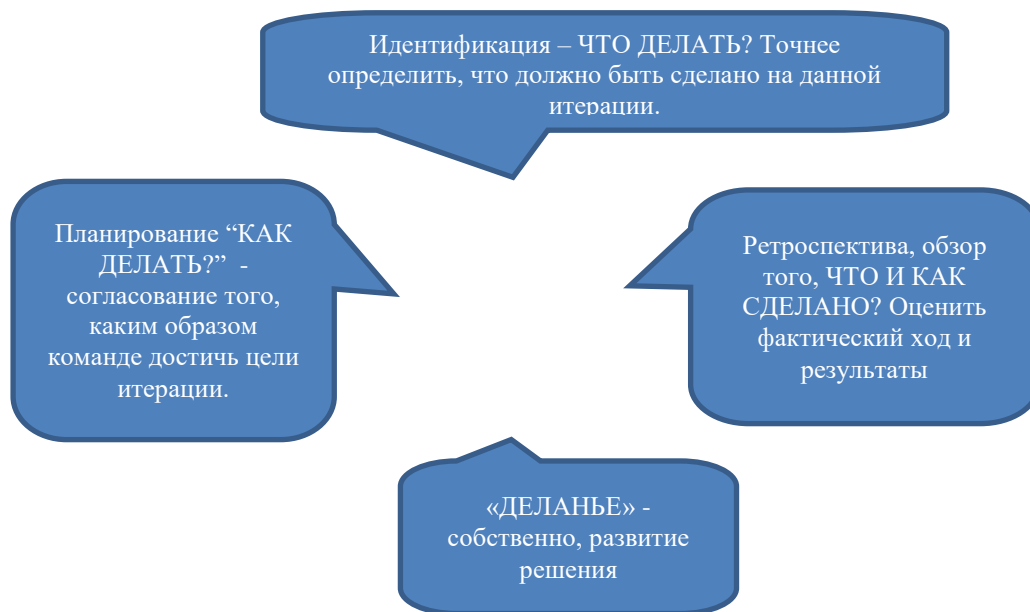 Идентификация – ЧТО ДЕЛАТЬ? Точнее
определить, что должно быть сделано на данной
итерации.
Планирование “КАК
ДЕЛАТЬ?” -
согласование того,
каким образом
команде достичь цели
итерации.
Ретроспектива, обзор
того, ЧТО И КАК
СДЕЛАНО? Оценить
фактический ход и
результаты
«ДЕЛАНЬЕ» -
собственно, развитие
решения